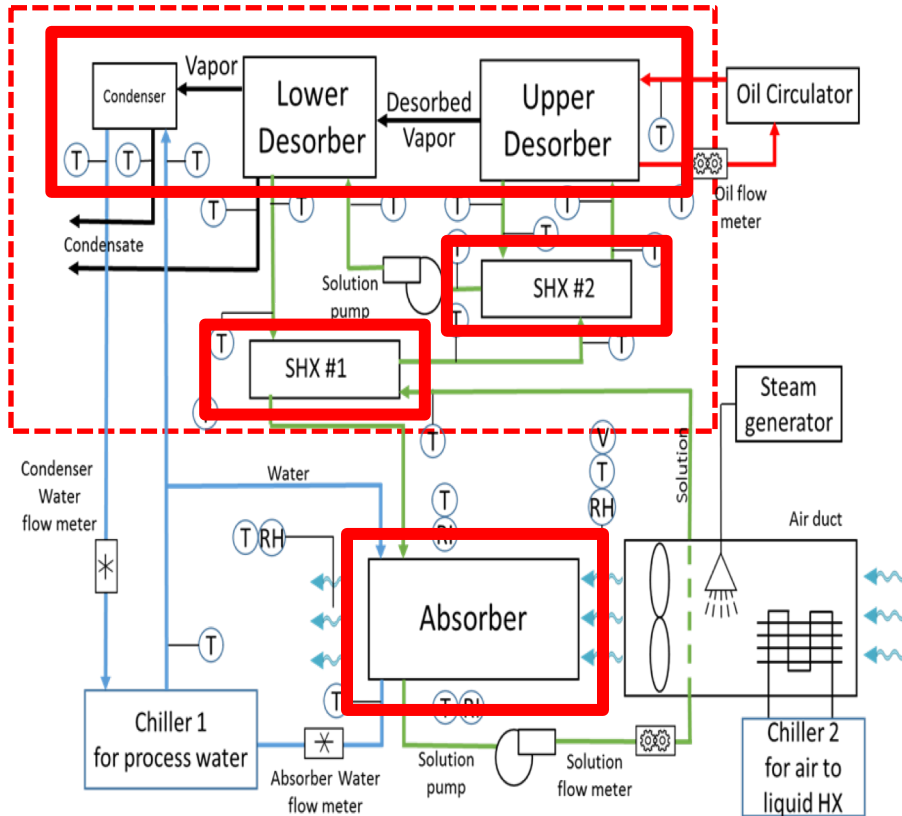 Vapor
Condenser
Lower
Desorber
Desorbed
Vapor
Upper
Desorber
Oil Circulator
T
T
T
T
T
Oil flow
meter
T
T
T
T
T
T
T
T
Condensate
Solution
pump
SHX #2
T
T
T
SHX #1
T
T
Steam
generator
Condenser
Water
flow meter
Water
T
V
T
RH
Solution
T
RI
T
RH
Air duct
Absorber
T
T
T
RI
Chiller 1
for process water
Absorber Water
flow meter
Solution
pump
Solution
flow meter
Chiller 2
for air to
liquid HX